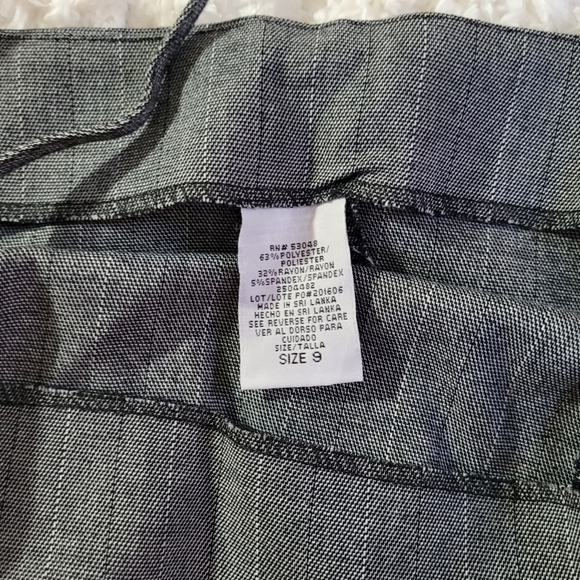 RN# 53048
63% POLYESTER/
POLIESTER
32% RAYON/RAYON
5% SPANDEX/SPANDEX
2504482
LOT/LOTE PO#201606
MADE IN SRI LANKA
HECHO EN SRI LANKA
SEE REVERSE FOR CARE
VER AL DORSO PARA
CUIDADO
SIZE/TALLA
SIZE 9